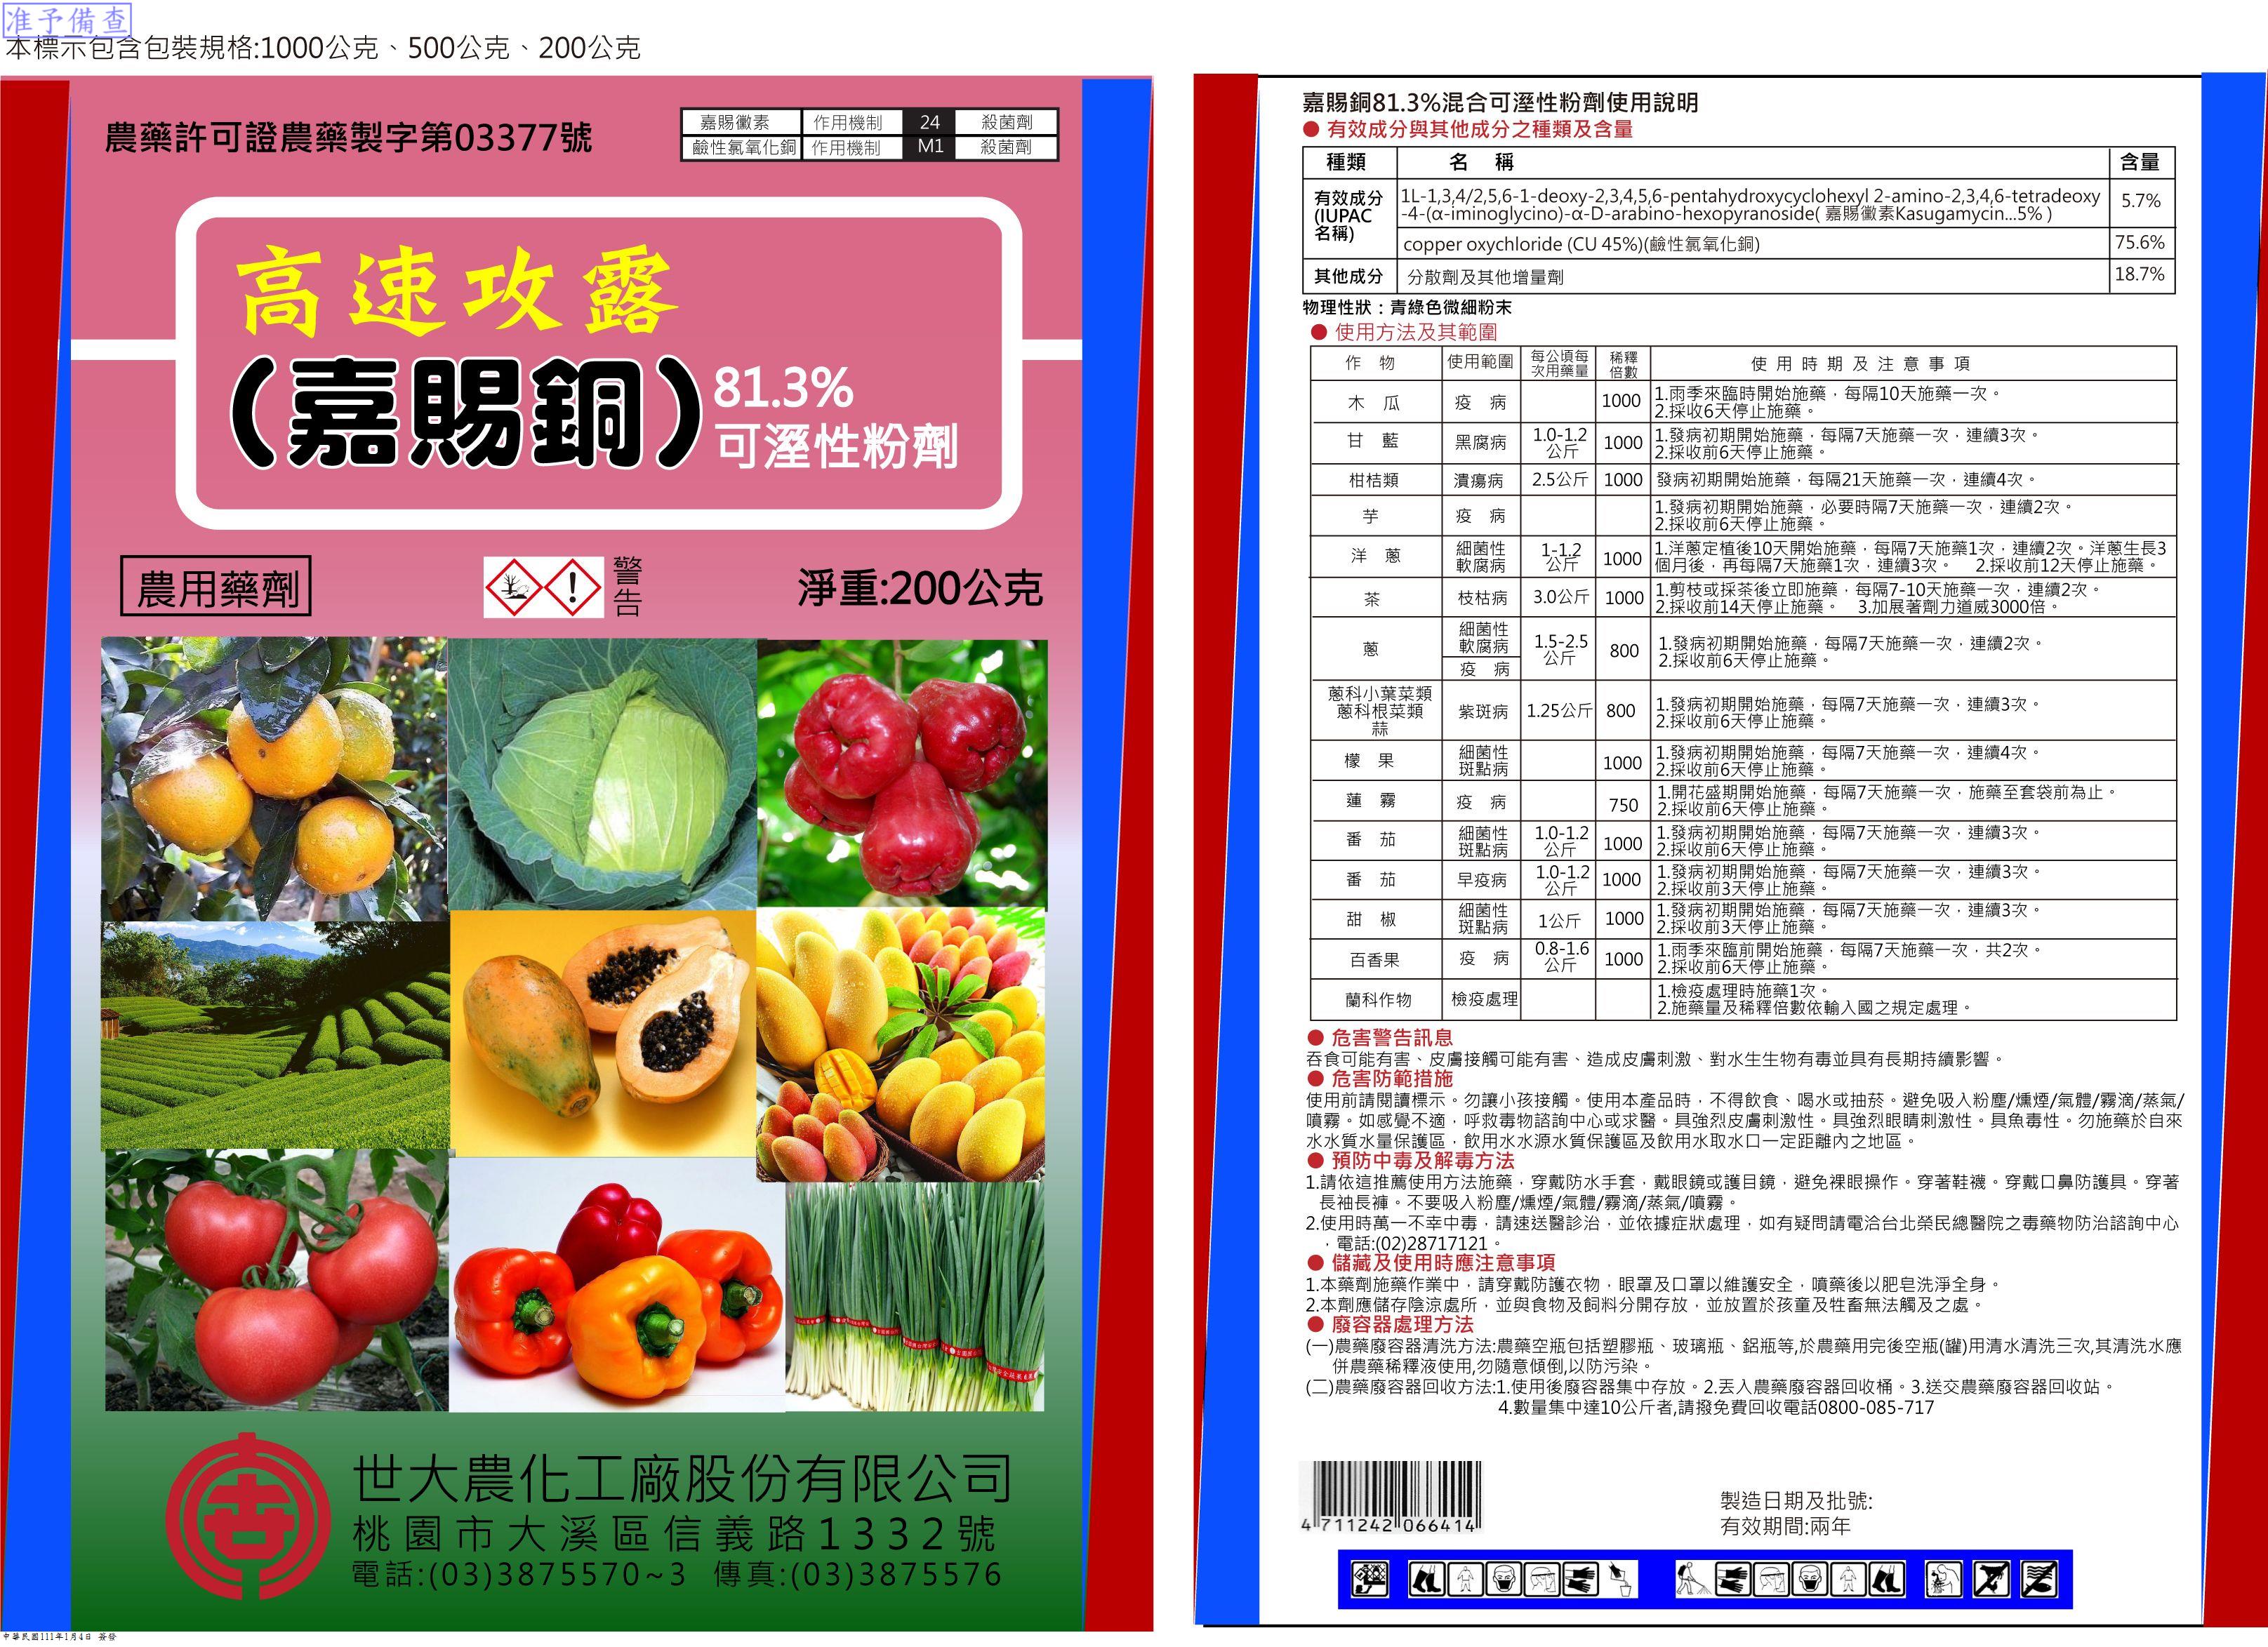 准予備查
本標示包含包裝規格:1000公克、500公克、200公克
農藥許可證農藥製字第03377號
嘉賜黴素 作用機制 24 殺菌劑
鹼性氯氧化銅 作用機制 M1 殺菌劑
高速攻露
(嘉賜銅)
81.3%
可溼性粉劑
農用藥劑
警告
淨重:200公克
世大農化工廠股份有限公司
桃園市大溪區信義路1332號
電話:(03)3875570~3 傳真:(03)3875576
中華民國111年1月4日 簽發
嘉賜銅81.3%混合可溼性粉劑使用說明
● 有效成分與其他成分之種類及含量
種類 名 稱 含量
有效成分(IUPAC名稱)
1L-1,3,4/2,5,6-1-deoxy-2,3,4,5,6-pentahydroxycyclohexyl 2-amino-2,3,4,6-tetradeoxy
-4-(α-iminoglycino)-α-D-arabino-hexopyranoside( 嘉賜黴素Kasugamycin...5% ) 5.7%
copper oxychloride (CU 45%)(鹼性氯氧化銅) 75.6%
其他成分 分散劑及其他增量劑 18.7%
物理性狀：青綠色微細粉末
● 使用方法及其範圍
作 物 使用範圍 每公頃每次用藥量 稀釋倍數 使用時期及注意事項
木 瓜 疫 病 1000 1.雨季來臨時開始施藥，每隔10天施藥一次。
2.採收6天停止施藥。
甘 藍 黑腐病 1.0-1.2公斤 1000 1.發病初期開始施藥，每隔7天施藥一次，連續3次。
2.採收前6天停止施藥。
柑桔類 潰瘍病 2.5公斤 1000 發病初期開始施藥，每隔21天施藥一次，連續4次。
芋 疫 病 1.發病初期開始施藥，必要時隔7天施藥一次，連續2次。
2.採收前6天停止施藥。
洋 蔥 細菌性軟腐病 1-1.2公斤 1000 1.洋蔥定植後10天開始施藥，每隔7天施藥1次，連續2次。洋蔥生長3
個月後，再每隔7天施藥1次，連續3次。 2.採收前12天停止施藥。
茶 枝枯病 3.0公斤 1000 1.剪枝或採茶後立即施藥，每隔7-10天施藥一次，連續2次。
2.採收前14天停止施藥。 3.加展著劑力道威3000倍。
蔥 細菌性軟腐病 疫 病 1.5-2.5公斤 800 1.發病初期開始施藥，每隔7天施藥一次，連續2次。
2.採收前6天停止施藥。
蔥科小葉菜類 蔥科根菜類 蒜 紫斑病 1.25公斤 800 1.發病初期開始施藥，每隔7天施藥一次，連續3次。
2.採收前6天停止施藥。
檬 果 細菌性斑點病 1000 1.發病初期開始施藥，每隔7天施藥一次，連續4次。
2.採收前6天停止施藥。
蓮 霧 疫 病 750 1.開花盛期開始施藥，每隔7天施藥一次，施藥至套袋前為止。
2.採收前6天停止施藥。
番 茄 細菌性斑點病 1.0-1.2公斤 1000 1.發病初期開始施藥，每隔7天施藥一次，連續3次。
2.採收前6天停止施藥。
番 茄 早疫病 1.0-1.2公斤 1000 1.發病初期開始施藥，每隔7天施藥一次，連續3次。
2.採收前3天停止施藥。
甜 椒 細菌性斑點病 1公斤 1000 1.發病初期開始施藥，每隔7天施藥一次，連續3次。
2.採收前3天停止施藥。
百香果 疫 病 0.8-1.6公斤 1000 1.雨季來臨前開始施藥，每隔7天施藥一次，共2次。
2.採收前6天停止施藥。
蘭科作物 檢疫處理 1.檢疫處理時施藥1次。
2.施藥量及稀釋倍數依輸入國之規定處理。
● 危害警告訊息
吞食可能有害、皮膚接觸可能有害、造成皮膚刺激、對水生生物有毒並具有長期持續影響。
● 危害防範措施
使用前請閱讀標示。勿讓小孩接觸。使用本產品時，不得飲食、喝水或抽菸。避免吸入粉塵/燻煙/氣體/霧滴/蒸氣/
噴霧。如感覺不適，呼救毒物諮詢中心或求醫。具強烈皮膚刺激性。具強烈眼睛刺激性。具魚毒性。勿施藥於自來
水水質水量保護區，飲用水水源水質保護區及飲用水取水口一定距離內之地區。
● 預防中毒及解毒方法
1.請依這推薦使用方法施藥，穿戴防水手套，戴眼鏡或護目鏡，避免裸眼操作。穿著鞋襪。穿戴口鼻防護具。穿著
長袖長褲。不要吸入粉塵/燻煙/氣體/霧滴/蒸氣/噴霧。
2.使用時萬一不幸中毒，請速送醫診治，並依據症狀處理，如有疑問請電洽台北榮民總醫院之毒藥物防治諮詢中心
，電話:(02)28717121。
● 儲藏及使用時應注意事項
1.本藥劑施藥作業中，請穿戴防護衣物，眼罩及口罩以維護安全，噴藥後以肥皂洗淨全身。
2.本劑應儲存陰涼處所，並與食物及飼料分開存放，並放置於孩童及牲畜無法觸及之處。
● 廢容器處理方法
(一)農藥廢容器清洗方法:農藥空瓶包括塑膠瓶、玻璃瓶、鋁瓶等,於農藥用完後空瓶(罐)用清水清洗三次,其清洗水應
併農藥稀釋液使用,勿隨意傾倒,以防污染。
(二)農藥廢容器回收方法:1.使用後廢容器集中存放。2.丟入農藥廢容器回收桶。3.送交農藥廢容器回收站。
4.數量集中達10公斤者,請撥免費回收電話0800-085-717
4 711242 066414
製造日期及批號:
有效期間:兩年